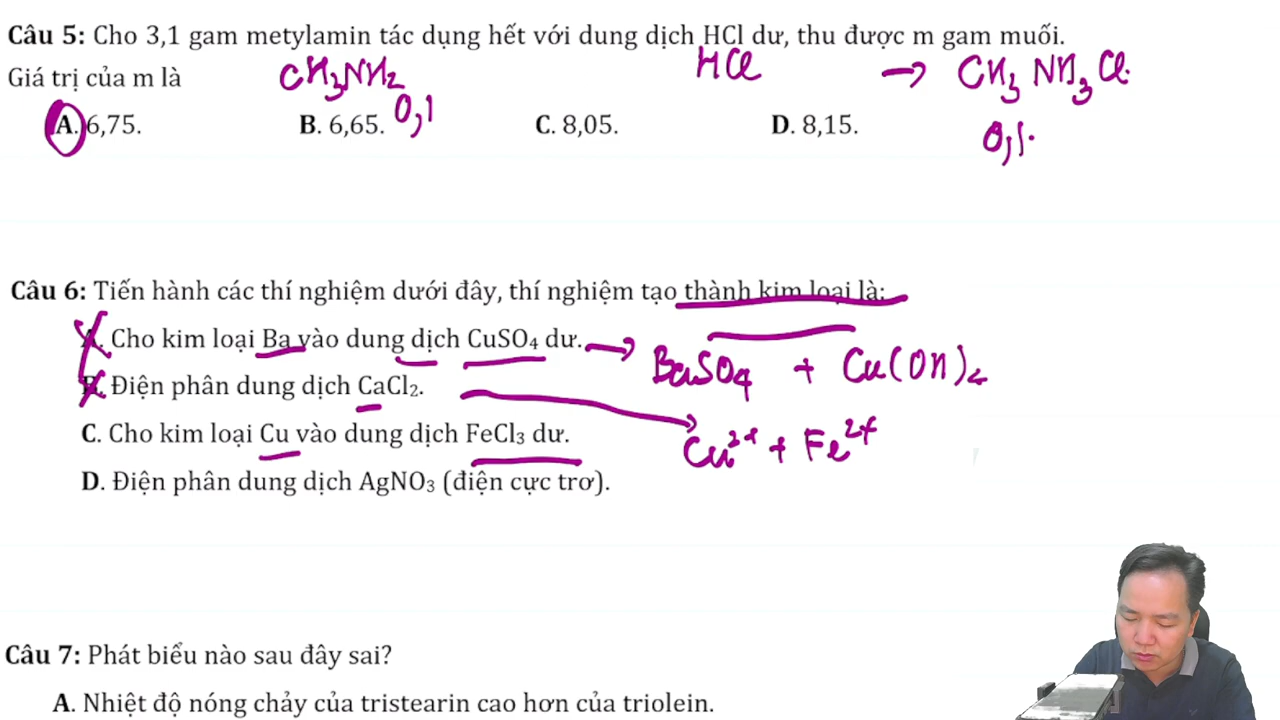 Câu 5: Cho 3,1 gam metylamin tác dụng hết với dung dịch HCl dư, thu được m gam muối.
Giá trị của m là
CH3NH2 HCl → CH3NH3Cl
A. 6,75. B. 6,65. C. 8,05. D. 8,15.
0,1 0,1
Câu 6: Tiến hành các thí nghiệm dưới đây, thí nghiệm tạo thành kim loại là:
A. Cho kim loại Ba vào dung dịch CuSO4 dư. → BaSO4 + Cu(OH)2
B. Điện phân dung dịch CaCl2.
C. Cho kim loại Cu vào dung dịch FeCl3 dư. → Cu2+ + Fe2+
D. Điện phân dung dịch AgNO3 (điện cực trơ).
Câu 7: Phát biểu nào sau đây sai?
A. Nhiệt độ nóng chảy của tristearin cao hơn của triolein.